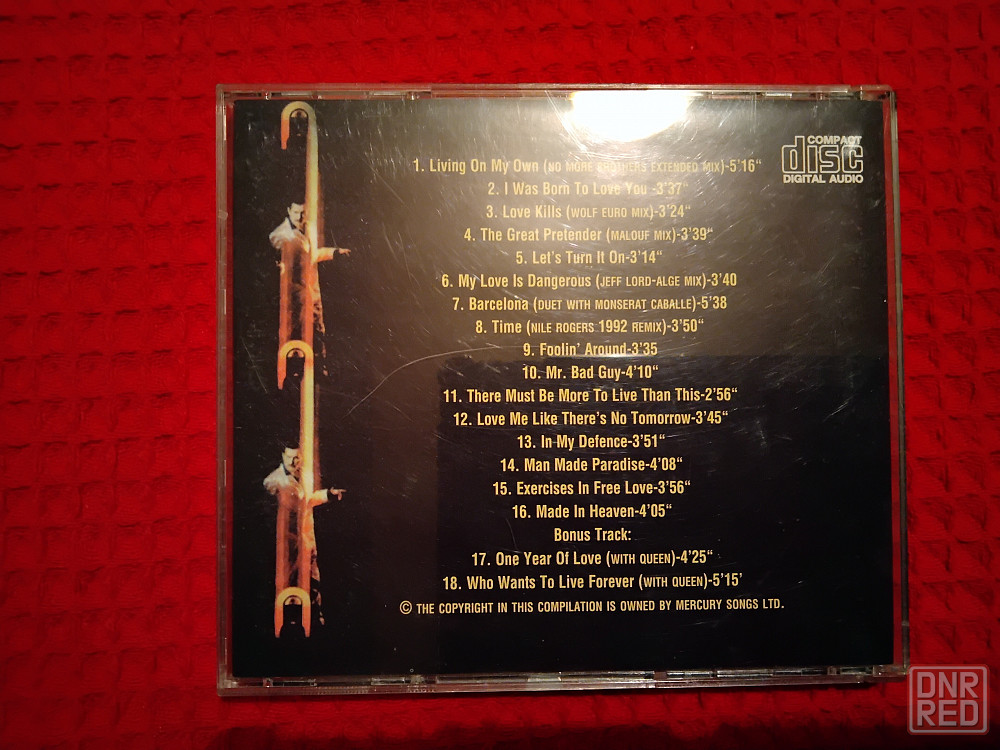 COMPACT
disc
DIGITAL AUDIO
1. Living On My Own (NO MORE BROTHERS EXTENDED MIX)-5'16"
2. I Was Born To Love You -3'37"
3. Love Kills (WOLF EURO MIX)-3'24"
4. The Great Pretender (MALOUF MIX)-3'39"
5. Let's Turn It On-3'14"
6. My Love Is Dangerous (JEFF LORD-ALGE MIX)-3'40
7. Barcelona (DUET WITH MONSERAT CABALLE)-5'38
8. Time (NILE ROGERS 1992 REMIX)-3'50"
9. Foolin' Around-3'35
10. Mr. Bad Guy-4'10"
11. There Must Be More To Live Than This-2'56"
12. Love Me Like There's No Tomorrow-3'45"
13. In My Defence-3'51"
14. Man Made Paradise-4'08"
15. Exercises In Free Love-3'56"
16. Made In Heaven-4'05"
Bonus Track:
17. One Year Of Love (WITH QUEEN)-4'25"
18. Who Wants To Live Forever (WITH QUEEN)-5'15'
© THE COPYRIGHT IN THIS COMPILATION IS OWNED BY MERCURY SONGS LTD.
DNR
RED